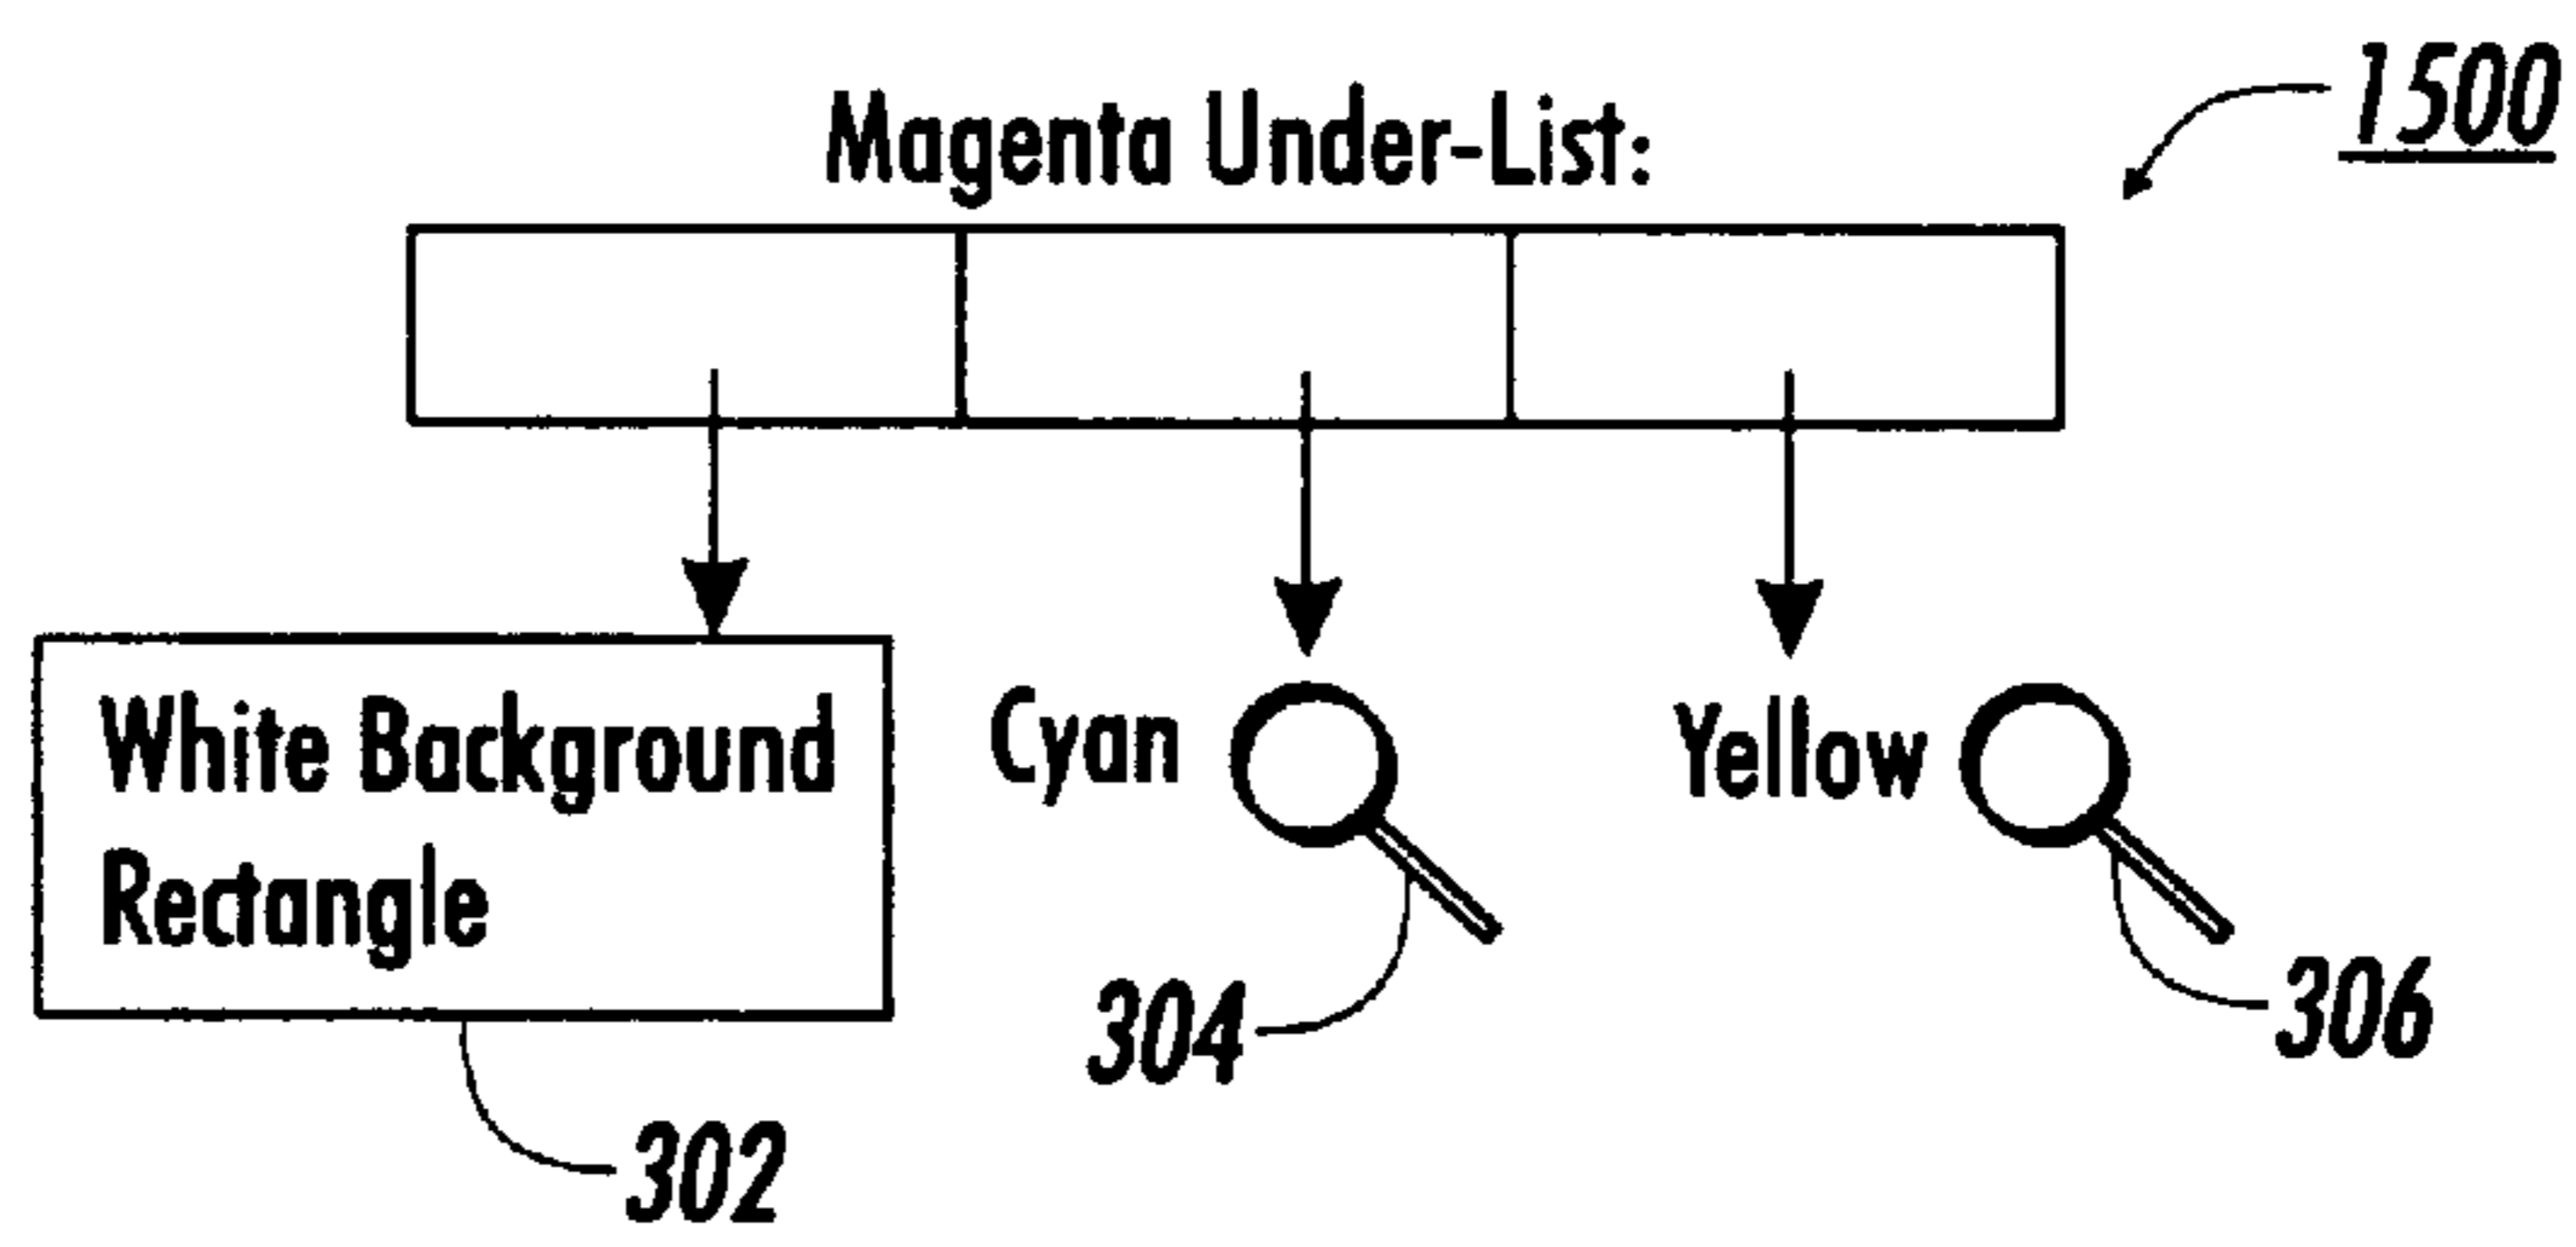 1500
Magenta Under-List:
White Background
Rectangle
Cyan
Yellow
304
306
302